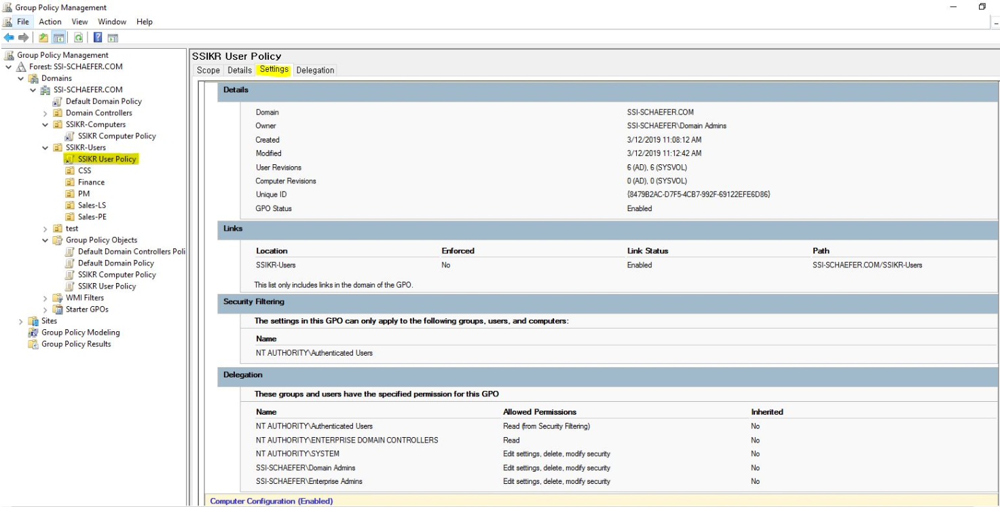 Group Policy Management
File Action View Window Help
Group Policy Management
Forest: SSI-SCHAEFER.COM
Domains
SSI-SCHAEFER.COM
Default Domain Policy
Domain Controllers
SSIKR-Computers
SSIKR Computer Policy
SSIKR-Users
SSIKR User Policy
CSS
Finance
PM
Sales-LS
Sales-PE
test
Group Policy Objects
Default Domain Controllers Poli
Default Domain Policy
SSIKR Computer Policy
SSIKR User Policy
WMI Filters
Starter GPOs
Sites
Group Policy Modeling
Group Policy Results
SSIKR User Policy
Scope Details Settings Delegation
Details
Domain SSI-SCHAEFER.COM
Owner SSI-SCHAEFER\Domain Admins
Created 3/12/2019 11:08:12 AM
Modified 3/12/2019 11:12:42 AM
User Revisions 6 (AD), 6 (SYSVOL)
Computer Revisions 0 (AD), 0 (SYSVOL)
Unique ID {8479B2AC-D7F5-4CB7-992F-69122EFE6D86}
GPO Status Enabled
Links
Location Enforced Link Status Path
SSIKR-Users No Enabled SSI-SCHAEFER.COM/SSIKR-Users
This list only includes links in the domain of the GPO.
Security Filtering
The settings in this GPO can only apply to the following groups, users, and computers:
Name
NT AUTHORITY\Authenticated Users
Delegation
These groups and users have the specified permission for this GPO
Name Allowed Permissions Inherited
NT AUTHORITY\Authenticated Users Read (from Security Filtering) No
NT AUTHORITY\ENTERPRISE DOMAIN CONTROLLERS Read No
NT AUTHORITY\SYSTEM Edit settings, delete, modify security No
SSI-SCHAEFER\Domain Admins Edit settings, delete, modify security No
SSI-SCHAEFER\Enterprise Admins Edit settings, delete, modify security No
Computer Configuration (Enabled)